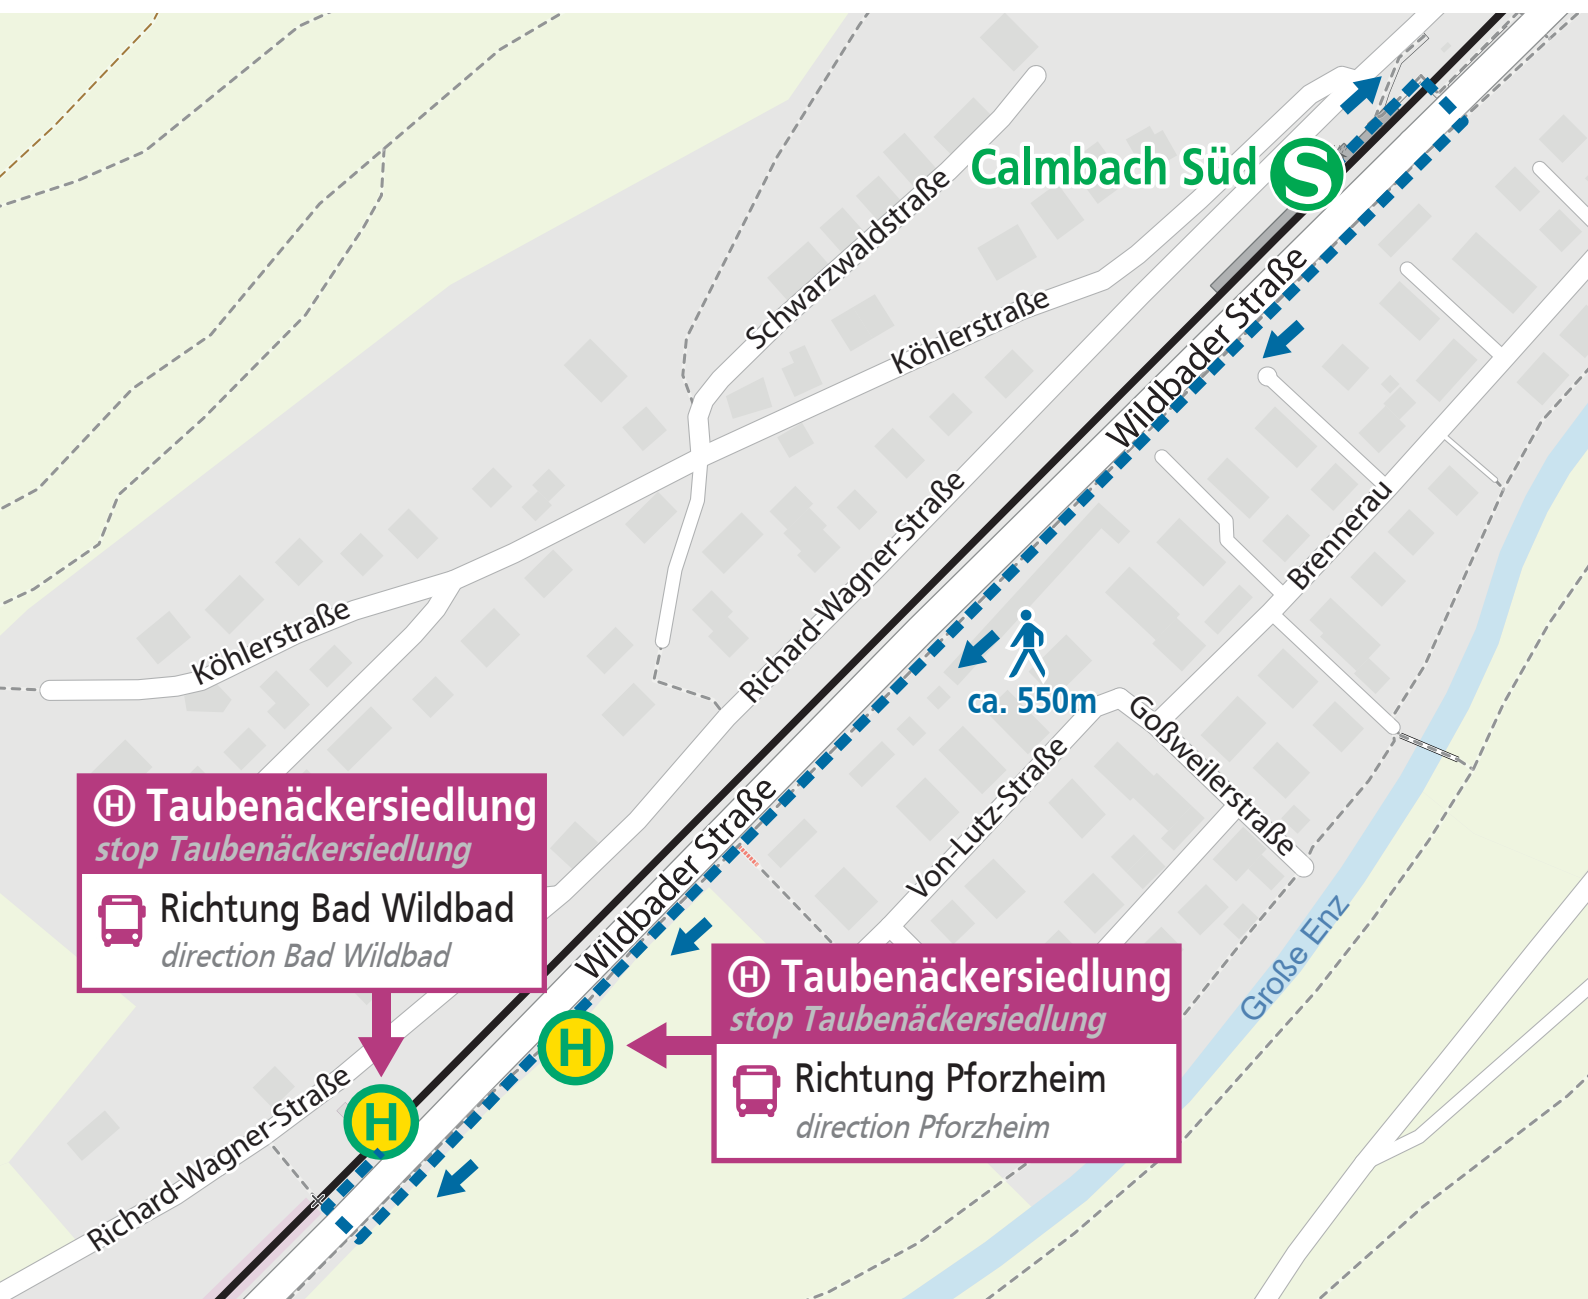 Calmbach Süd S
Schwarzwaldstraße
Köhlerstraße
Wildbader Straße
Richard-Wagner-Straße
Brennerau
Köhlerstraße
ca. 550m
Goßweilerstraße
Von-Lutz-Straße
Wildbader Straße
Große Enz
H Taubenäckersiedlung
stop Taubenäckersiedlung
Richtung Bad Wildbad
direction Bad Wildbad
H Taubenäckersiedlung
stop Taubenäckersiedlung
Richtung Pforzheim
direction Pforzheim
H
H
Richard-Wagner-Straße